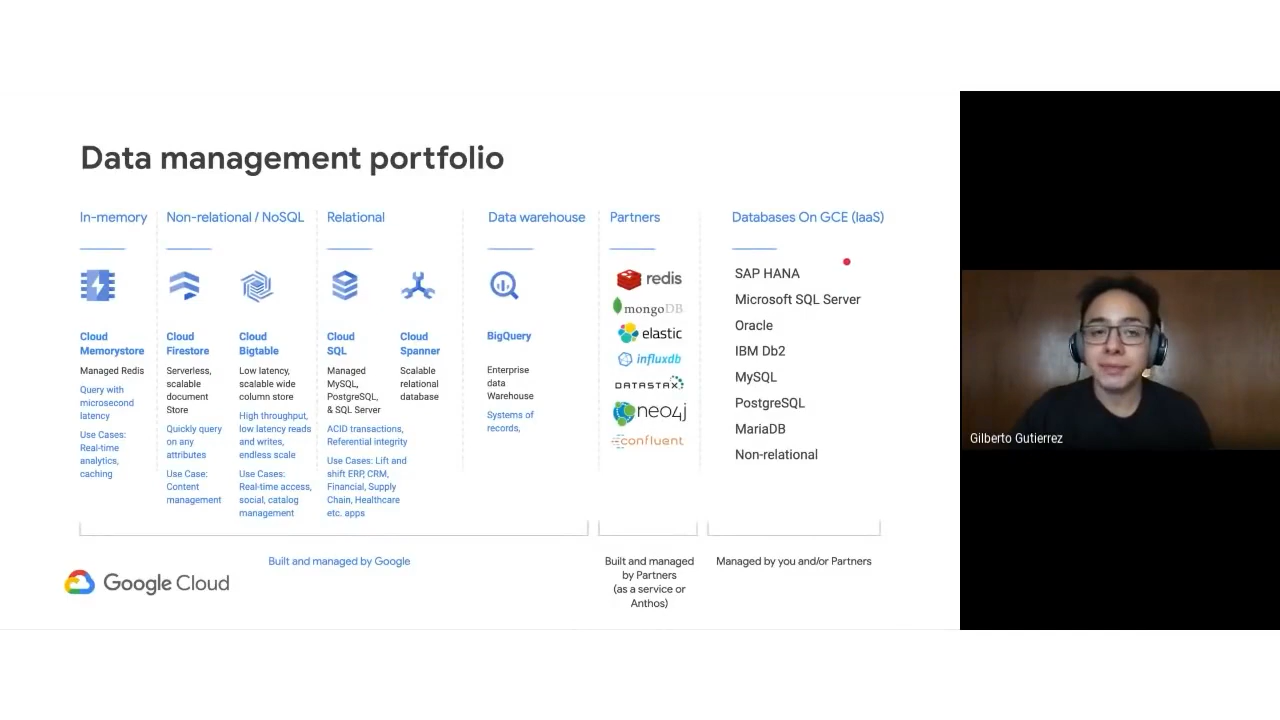 Data management portfolio
In-memory
Cloud
Memorystore
Managed Redis
Query with
microsecond
latency
Use Cases:
Real-time
analytics,
caching
Non-relational / NoSQL
Cloud
Firestore
Serverless,
scalable
document
Store
Quickly query
on any
attributes
Use Case:
Content
management
Cloud
Bigtable
Low latency,
scalable wide
column store
High throughput,
low latency reads
and writes,
endless scale
Use Cases:
Real-time access,
social, catalog
management
Relational
Cloud
SQL
Managed
MySQL,
PostgreSQL,
& SQL Server
Cloud
Spanner
Scalable
relational
database
ACID transactions,
Referential integrity
Use Cases: Lift and
shift ERP, CRM,
Financial, Supply
Chain, Healthcare
etc. apps
Data warehouse
BigQuery
Enterprise
data
Warehouse
Systems of
records,
Partners
redis
mongoDB
elastic
influxdb
DATASTAX
neo4j
confluent
Databases On GCE (IaaS)
SAP HANA
Microsoft SQL Server
Oracle
IBM Db2
MySQL
PostgreSQL
MariaDB
Non-relational
Built and managed by Google
Built and managed
by Partners
(as a service or
Anthos)
Managed by you and/or Partners
Google Cloud
Gilberto Gutierrez